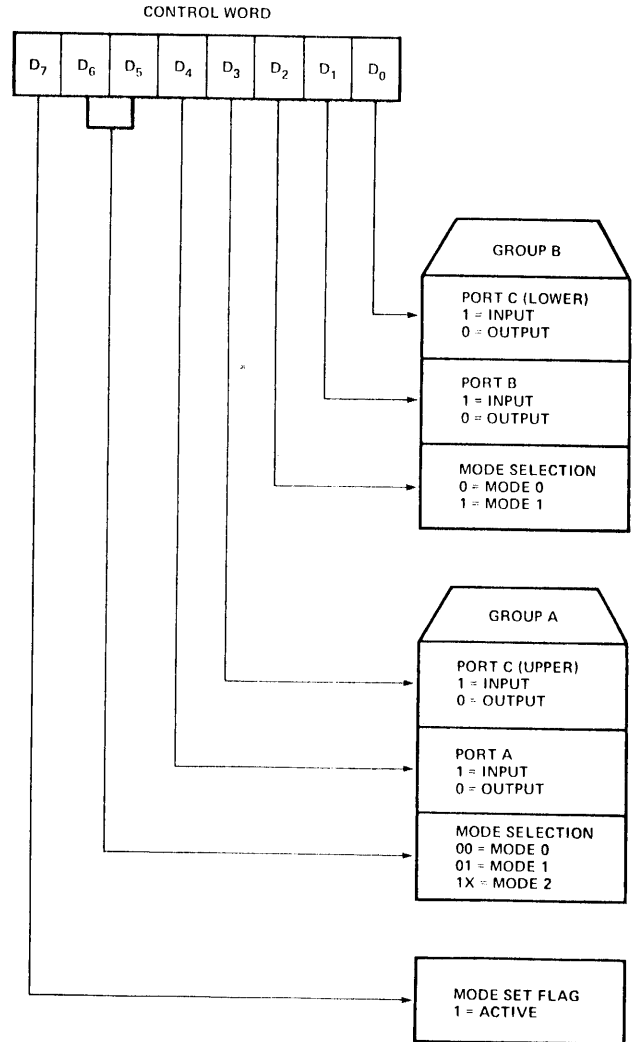 CONTROL WORD
D7 D6 D5 D4 D3 D2 D1 D0
GROUP B
PORT C (LOWER)
1 = INPUT
0 = OUTPUT
PORT B
1 = INPUT
0 = OUTPUT
MODE SELECTION
0 = MODE 0
1 = MODE 1
GROUP A
PORT C (UPPER)
1 = INPUT
0 = OUTPUT
PORT A
1 = INPUT
0 = OUTPUT
MODE SELECTION
00 = MODE 0
01 = MODE 1
1X = MODE 2
MODE SET FLAG
1 = ACTIVE